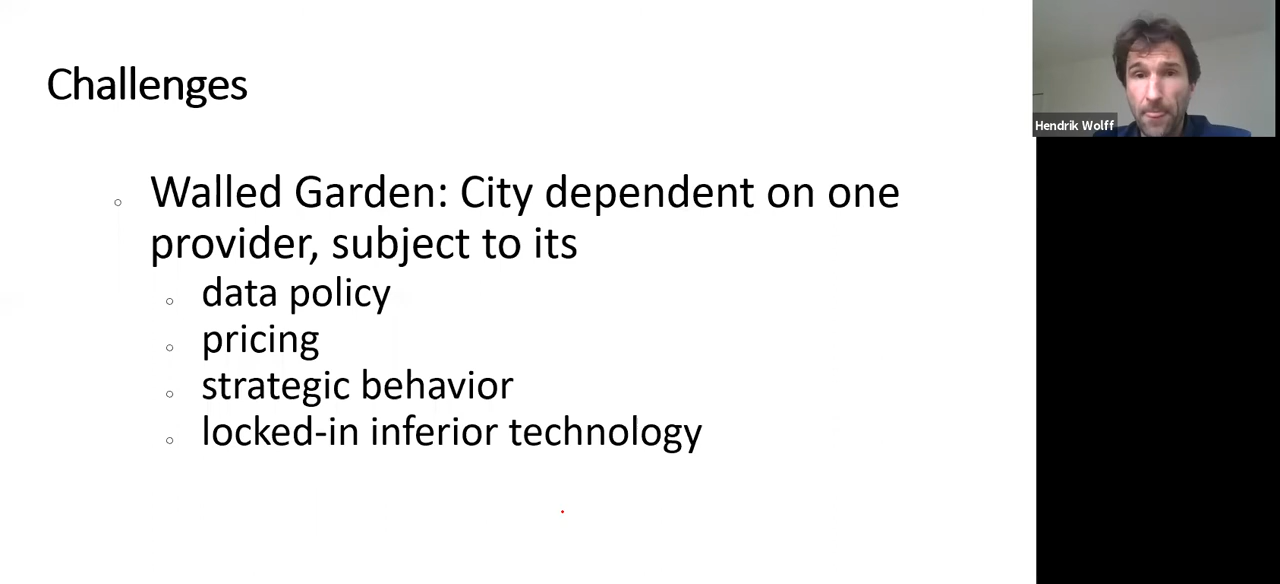 Challenges
Walled Garden: City dependent on one
provider, subject to its
data policy
pricing
strategic behavior
locked-in inferior technology
Hendrik Wolff